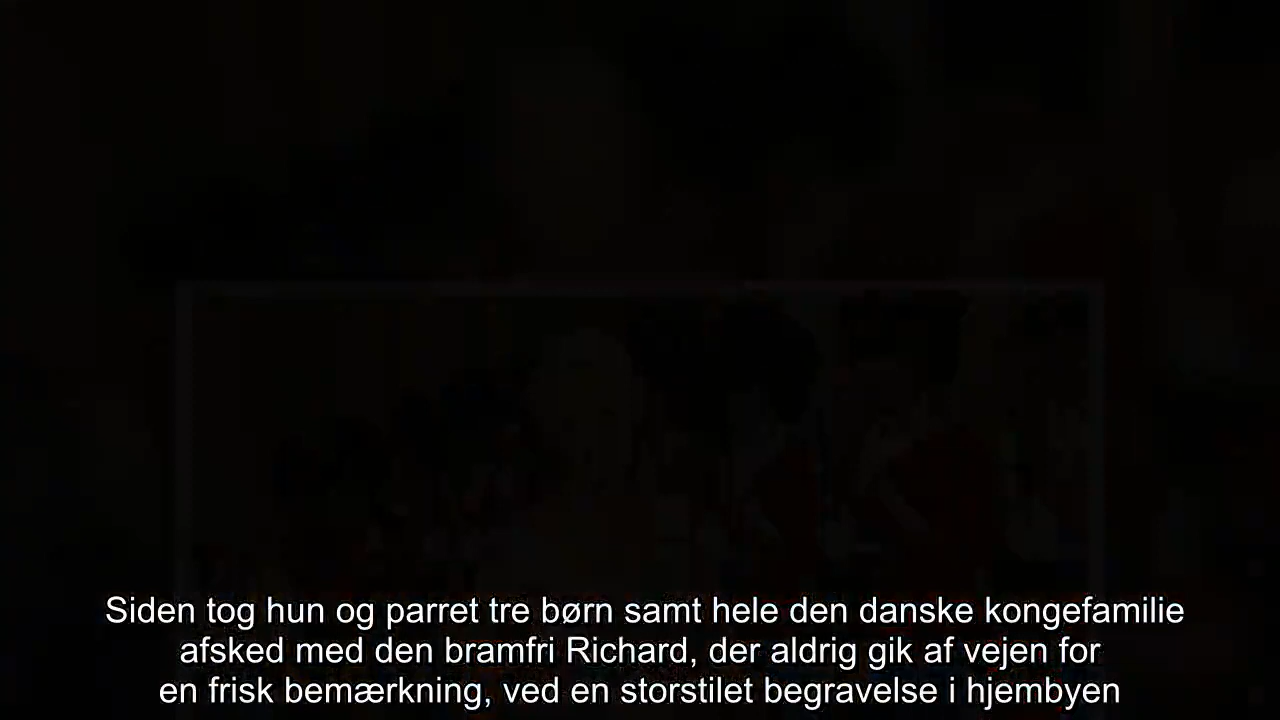 Siden tog hun og parret tre børn samt hele den danske kongefamilie
afsked med den bramfri Richard, der aldrig gik af vejen for
en frisk bemærkning, ved en storstilet begravelse i hjembyen